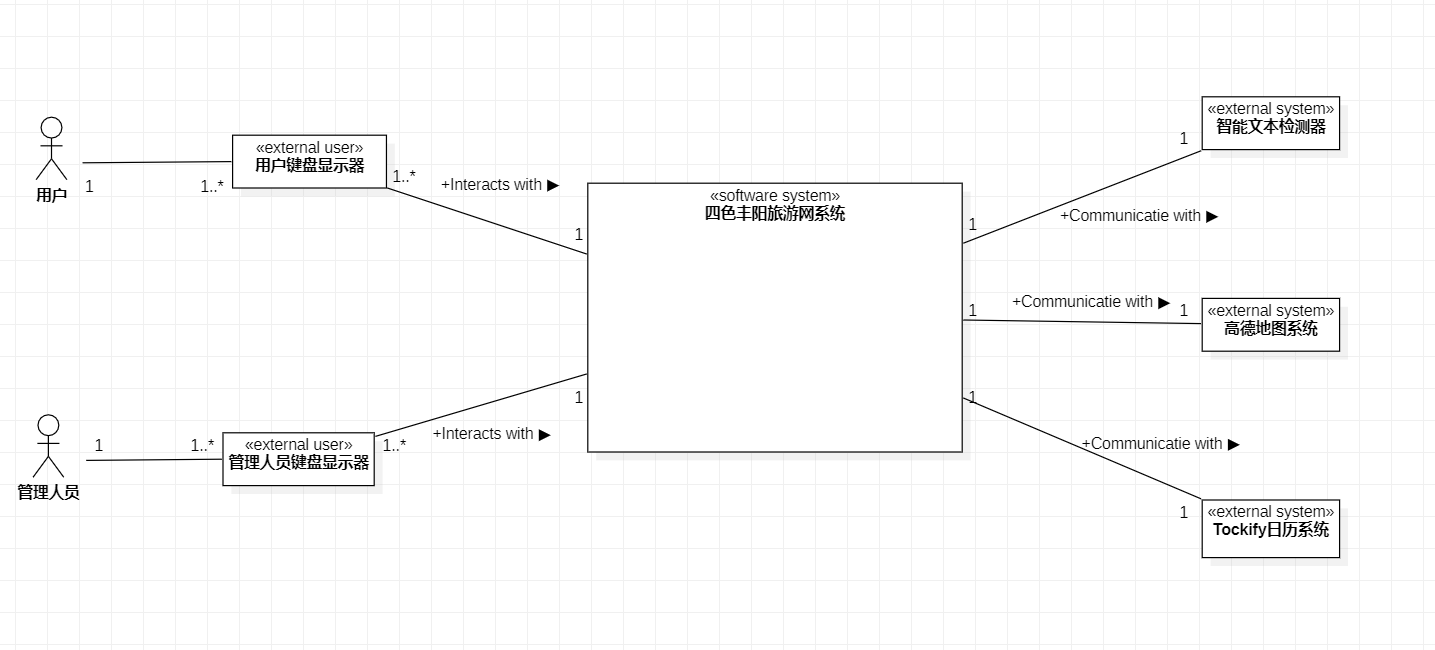 用户
1
1..*
«external user»
用户键盘显示器
1..*
+Interacts with ▶
1
管理人员
1
1..*
«external user»
管理人员键盘显示器
1..*
+Interacts with ▶
1
«software system»
四色丰阳旅游网系统
1
+Communicatie with ▶
1
«external system»
智能文本检测器
1
+Communicatie with ▶
1
«external system»
高德地图系统
1
+Communicatie with ▶
1
«external system»
Tockify日历系统